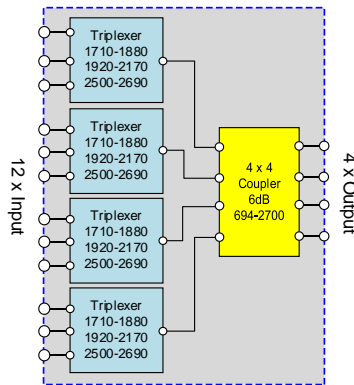 Triplexer
1710-1880
1920-2170
2500-2690
Triplexer
1710-1880
1920-2170
2500-2690
Triplexer
1710-1880
1920-2170
2500-2690
Triplexer
1710-1880
1920-2170
2500-2690
12 x Input
4 x 4
Coupler
6dB
694-2700
4 x Output